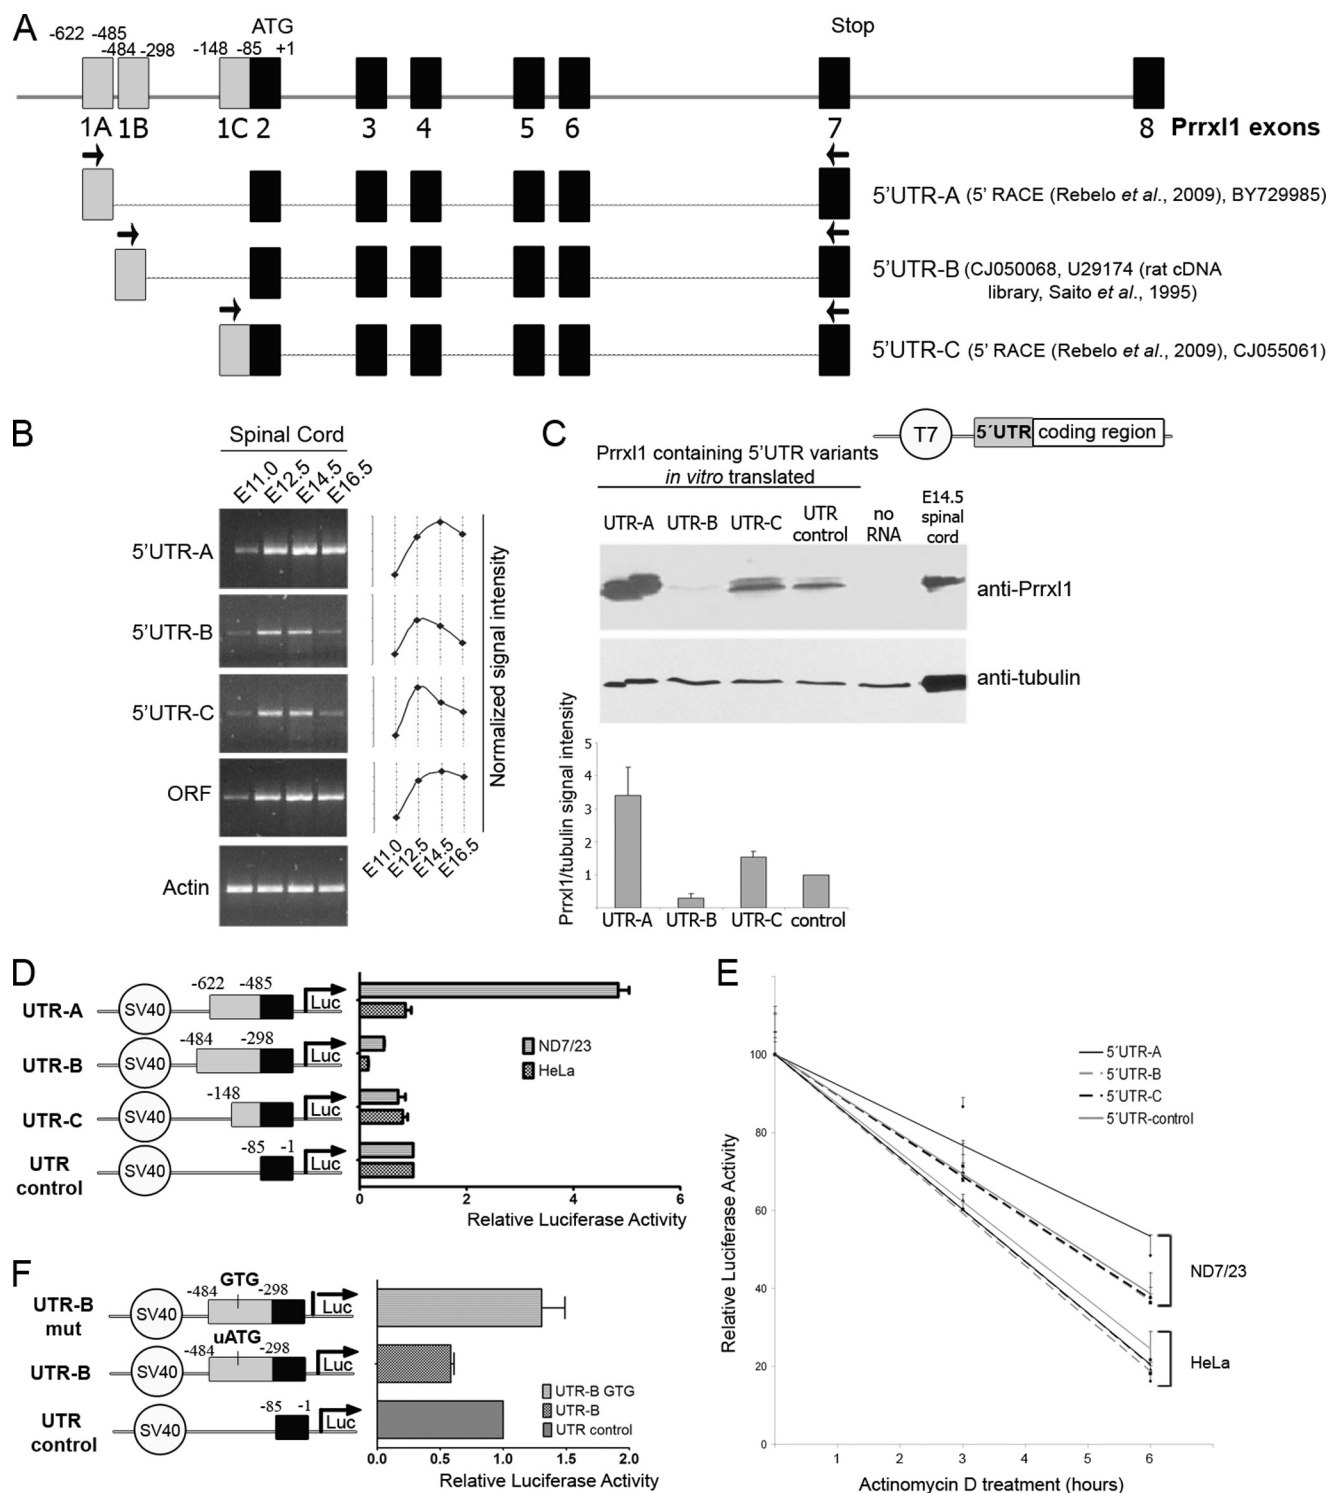 A
-622 -485
-484 -298
-148 -85 +1
ATG
Stop
1A 1B 1C 2 3 4 5 6 7 8 Prrxl1 exons
5'UTR-A (5' RACE (Rebelo et al., 2009), BY729985)
5'UTR-B (CJ050068, U29174 (rat cDNA
library, Saito et al., 1995)
5'UTR-C (5' RACE (Rebelo et al., 2009), CJ055061)
B
Spinal Cord
E11.0 E12.5 E14.5 E16.5
5'UTR-A
5'UTR-B
5'UTR-C
ORF
Actin
Normalized signal intensity
E11.0 E12.5 E14.5 E16.5
C
T7 5´UTR coding region
Prrxl1 containing 5'UTR variants
in vitro translated
UTR-A UTR-B UTR-C UTR control no RNA E14.5 spinal cord
anti-Prrxl1
anti-tubulin
Prrxl1/tubulin signal intensity
5
4
3
2
1
UTR-A UTR-B UTR-C control
D
-622 -485
UTR-A SV40 Luc
-484 -298
UTR-B SV40 Luc
-148
UTR-C SV40 Luc
-85 -1
UTR control SV40 Luc
ND7/23
HeLa
0 2 4 6
Relative Luciferase Activity
E
Relative Luciferase Activity
100
80
60
40
20
0
1 2 3 4 5 6
Actinomycin D treatment (hours)
5´UTR-A
5´UTR-B
5´UTR-C
5´UTR-control
ND7/23
HeLa
F
GTG
-484 -298
UTR-B mut SV40 Luc
uATG
-484 -298
UTR-B SV40 Luc
-85 -1
UTR control SV40 Luc
UTR-B GTG
UTR-B
UTR control
0.0 0.5 1.0 1.5 2.0
Relative Luciferase Activity